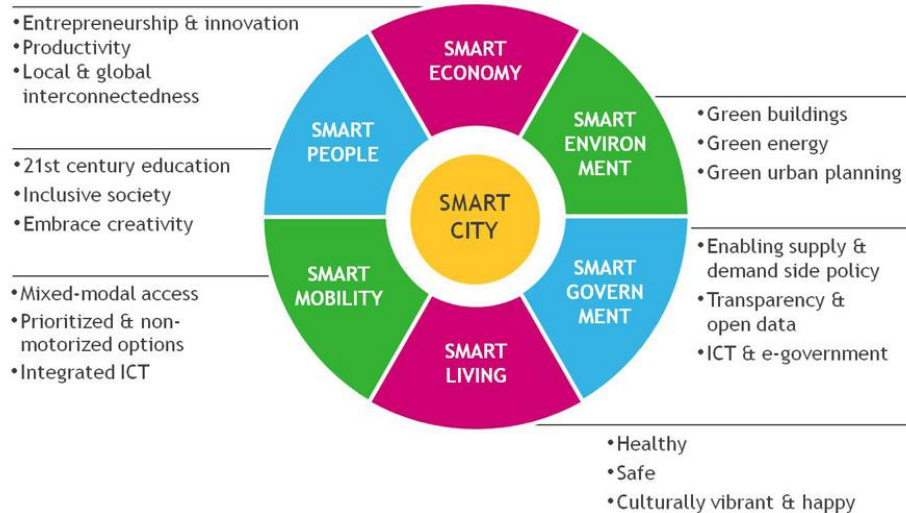 •Entrepreneurship & innovation
•Productivity
•Local & global
interconnectedness
SMART
ECONOMY
SMART
ENVIRON
MENT
•Green buildings
•Green energy
•Green urban planning
SMART
PEOPLE
•21st century education
•Inclusive society
•Embrace creativity
SMART
CITY
SMART
GOVERN
MENT
•Enabling supply &
demand side policy
•Transparency &
open data
•ICT & e-government
SMART
MOBILITY
•Mixed-modal access
•Prioritized & non-
motorized options
•Integrated ICT
SMART
LIVING
•Healthy
•Safe
•Culturally vibrant & happy